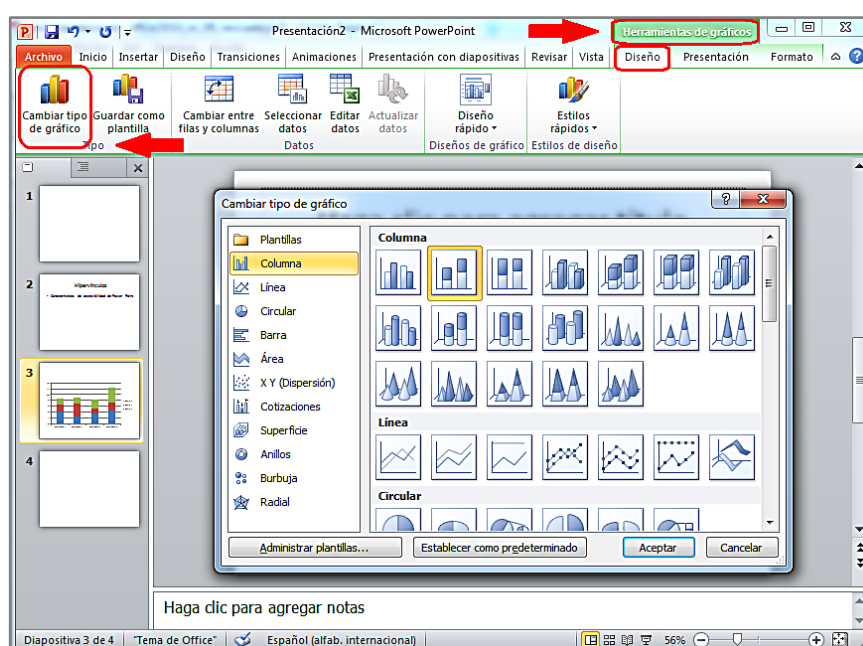 Presentación2 - Microsoft PowerPoint
Herramientas de gráficos
Archivo Inicio Insertar Diseño Transiciones Animaciones Presentación con diapositivas Revisar Vista Diseño Presentación Formato
Cambiar tipo de gráfico
Guardar como plantilla
Tipo
Cambiar entre filas y columnas
Seleccionar datos
Editar datos
Actualizar datos
Datos
Diseño rápido
Diseños de gráfico
Estilos rápidos
Estilos de diseño
1
2
Hipervínculos
3
4
Cambiar tipo de gráfico
Plantillas
Columna
Línea
Circular
Barra
Área
X Y (Dispersión)
Cotizaciones
Superficie
Anillos
Burbuja
Radial
Columna
Línea
Circular
Administrar plantillas...
Establecer como predeterminado
Aceptar
Cancelar
Haga clic para agregar notas
Diapositiva 3 de 4 "Tema de Office" Español (alfab. internacional) 56%